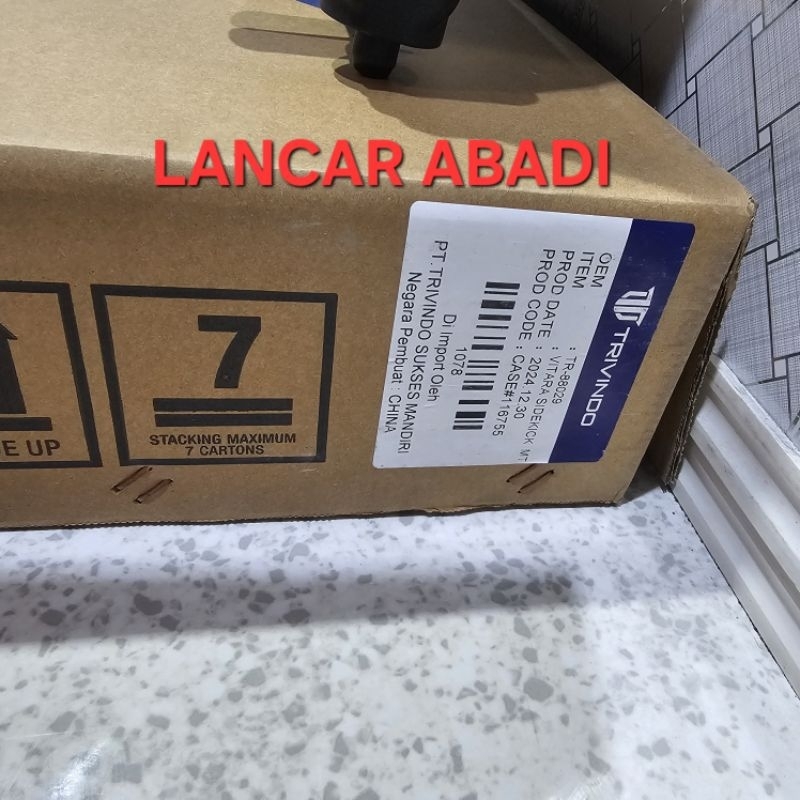 LANCAR ABADI
E UP
7
STACKING MAXIMUM
7 CARTONS
TRIVINDO
OEM : TR-88029
ITEM : VITARA SIDEKICK MT
PROD DATE : 2024.12.30
PROD CODE : CASE#116755
1078
Di Import Oleh
PT.TRIVINDO SUKSES MANDIRI
Negara Pembuat : CHINA